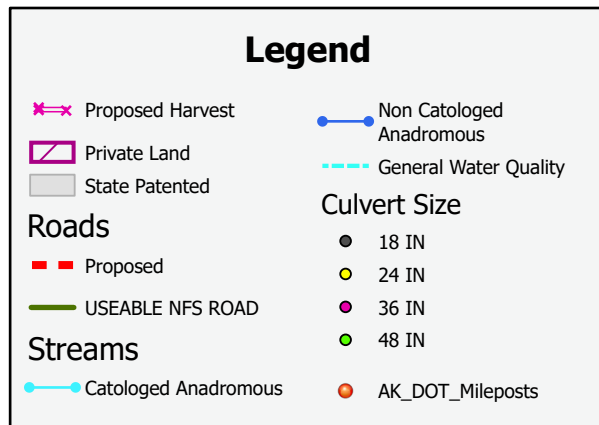 Legend
Proposed Harvest
Private Land
State Patented
Roads
Proposed
USEABLE NFS ROAD
Streams
Catologed Anadromous
Non Catologed
Anadromous
General Water Quality
Culvert Size
18 IN
24 IN
36 IN
48 IN
AK_DOT_Mileposts